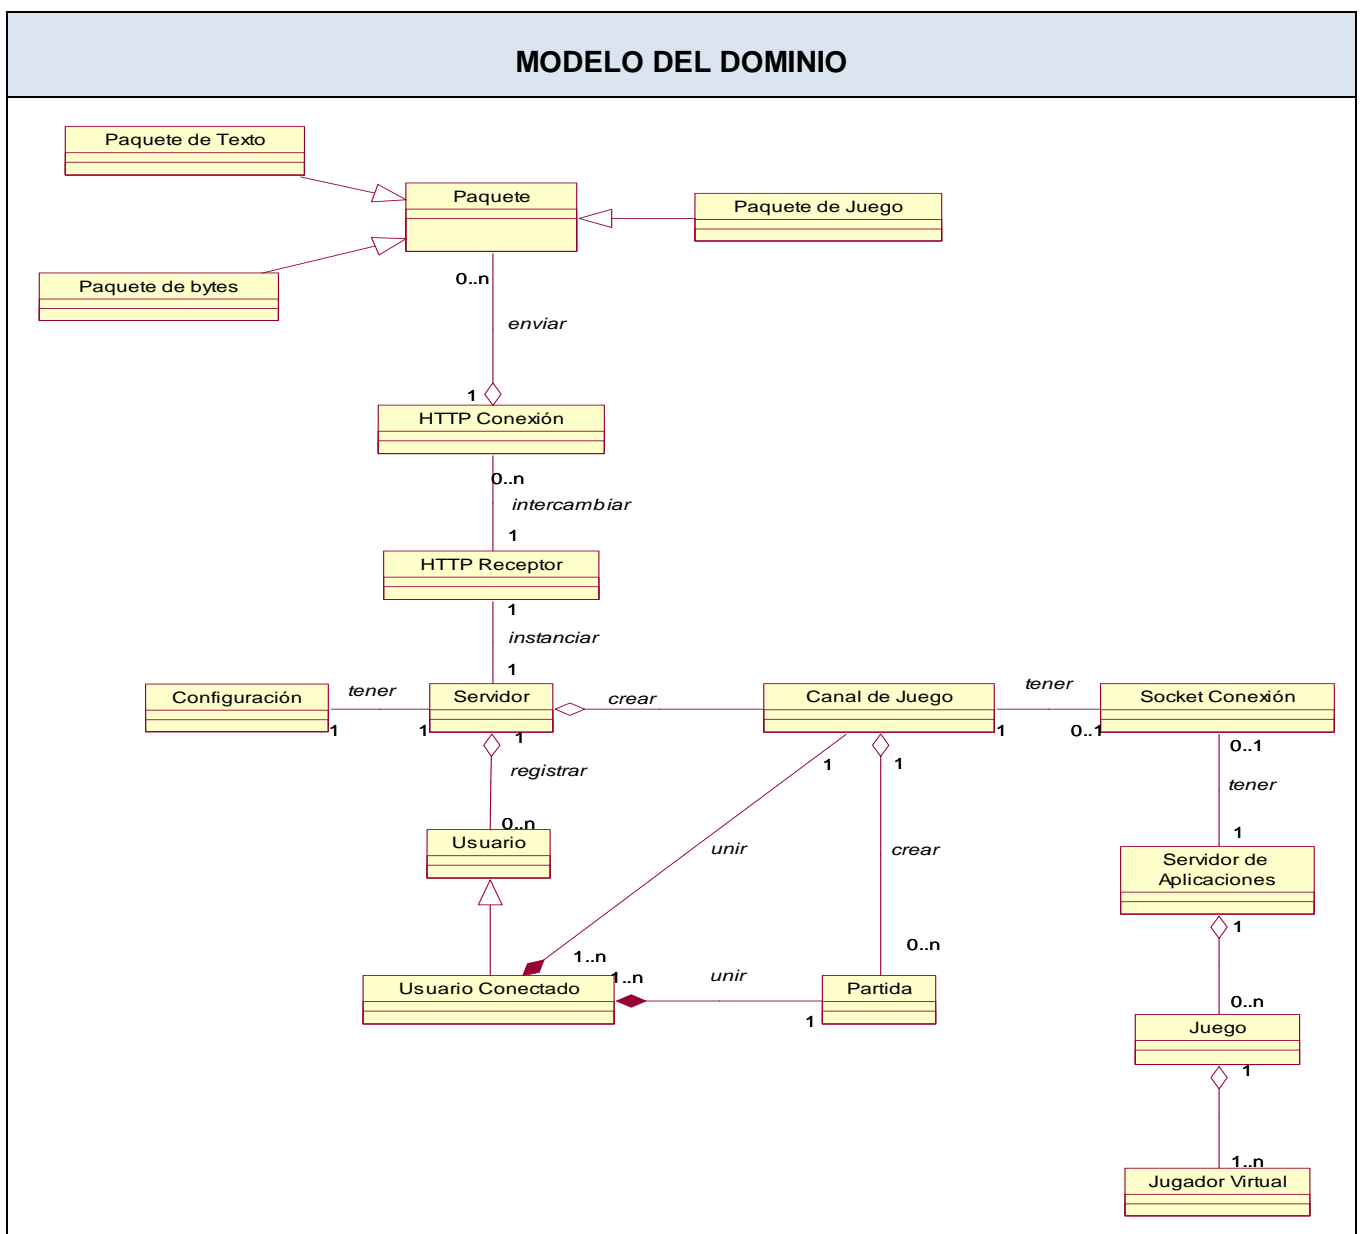 MODELO DEL DOMINIO
Paquete de Texto
Paquete
Paquete de Juego
Paquete de bytes
0..n
enviar
1
HTTP Conexión
0..n
intercambiar
1
HTTP Receptor
1
instanciar
1
Configuración
tener
1
1
Servidor
1
crear
Canal de Juego
tener
1
0..1
Socket Conexión
registrar
0..n
1
1
0..1
tener
1
Usuario
unir
crear
Servidor de
Aplicaciones
1
1..n
0..n
1..n
unir
1
Usuario Conectado
Partida
0..n
Juego
1
1..n
Jugador Virtual